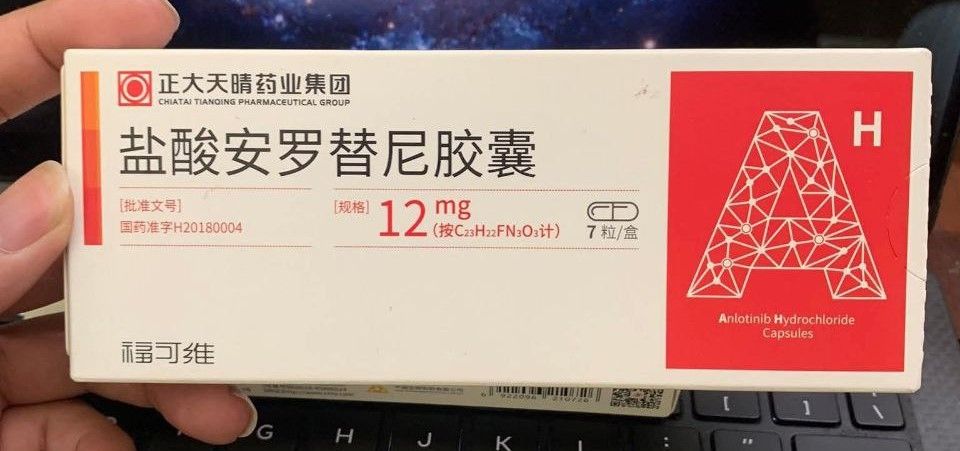 正大天晴药业集团
CHIATAI TIANQING PHARMACEUTICAL GROUP
盐酸安罗替尼胶囊
[批准文号]
国药准字H20180004
[规格]
12 mg
(按C₂₃H₂₂FN₃O₃计)
7 粒/盒
福可维
H
Anlotinib Hydrochloride
Capsules
6 922096 210726
G H J K L : ; " ' { [ } ] | \